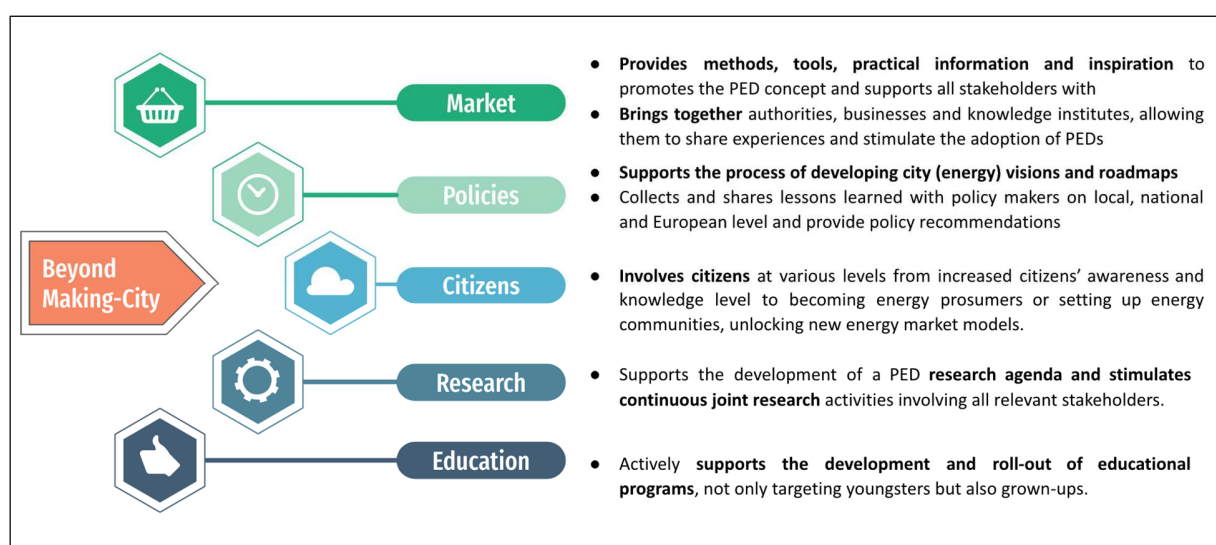 Beyond
Making-City
Market
● Provides methods, tools, practical information and inspiration to
promotes the PED concept and supports all stakeholders with
● Brings together authorities, businesses and knowledge institutes, allowing
them to share experiences and stimulate the adoption of PEDs
Policies
● Supports the process of developing city (energy) visions and roadmaps
● Collects and shares lessons learned with policy makers on local, national
and European level and provide policy recommendations
Citizens
● Involves citizens at various levels from increased citizens’ awareness and
knowledge level to becoming energy prosumers or setting up energy
communities, unlocking new energy market models.
Research
● Supports the development of a PED research agenda and stimulates
continuous joint research activities involving all relevant stakeholders.
Education
● Actively supports the development and roll-out of educational
programs, not only targeting youngsters but also grown-ups.